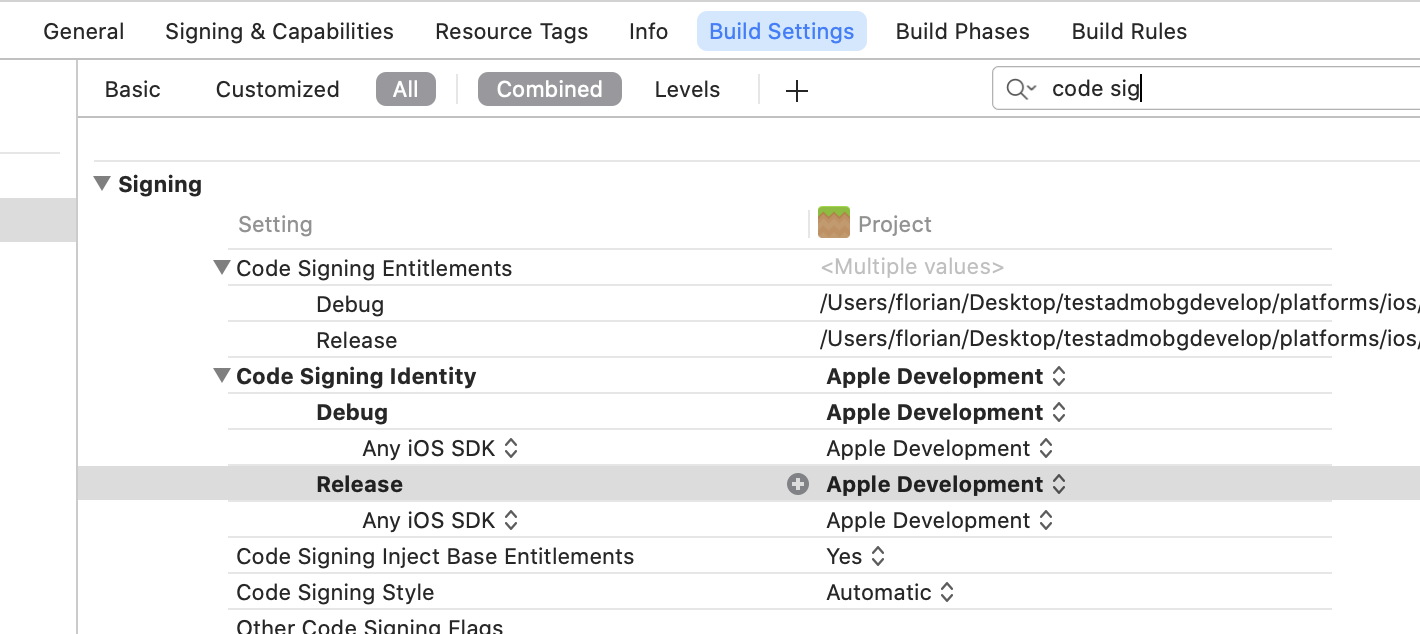 General Signing & Capabilities Resource Tags Info Build Settings Build Phases Build Rules
Basic Customized All Combined Levels + code sig
Signing
Setting Project
Code Signing Entitlements <Multiple values>
Debug /Users/florian/Desktop/testadmobgdevelop/platforms/ios/
Release /Users/florian/Desktop/testadmobgdevelop/platforms/ios/
Code Signing Identity Apple Development
Debug Apple Development
Any iOS SDK Apple Development
Release Apple Development
Any iOS SDK Apple Development
Code Signing Inject Base Entitlements Yes
Code Signing Style Automatic
Other Code Signing Flags